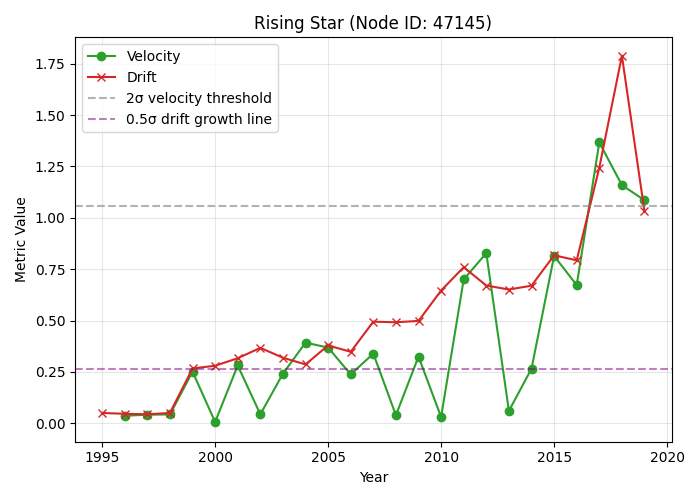 Rising Star (Node ID: 47145)
Velocity
Drift
2σ velocity threshold
0.5σ drift growth line
Metric Value
1.75
1.50
1.25
1.00
0.75
0.50
0.25
0.00
1995 2000 2005 2010 2015 2020
Year